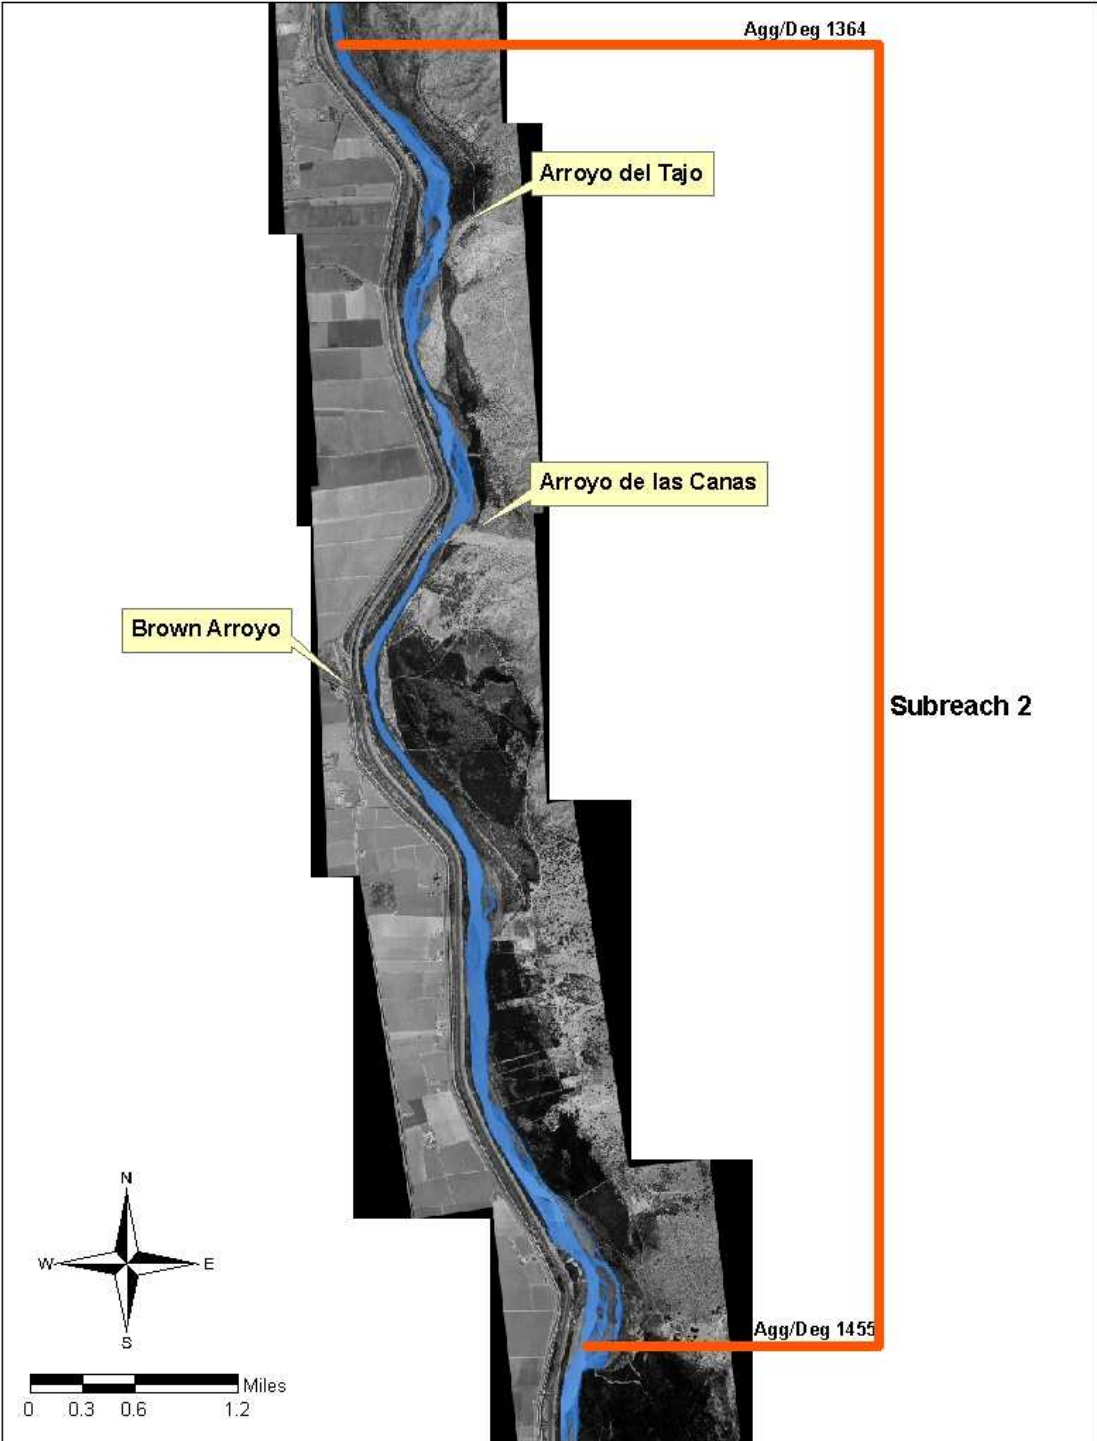 Agg/Deg 1364
Arroyo del Tajo
Arroyo de las Canas
Brown Arroyo
Subreach 2
N
W E
S
Agg/Deg 1455
Miles
0 0.3 0.6 1.2